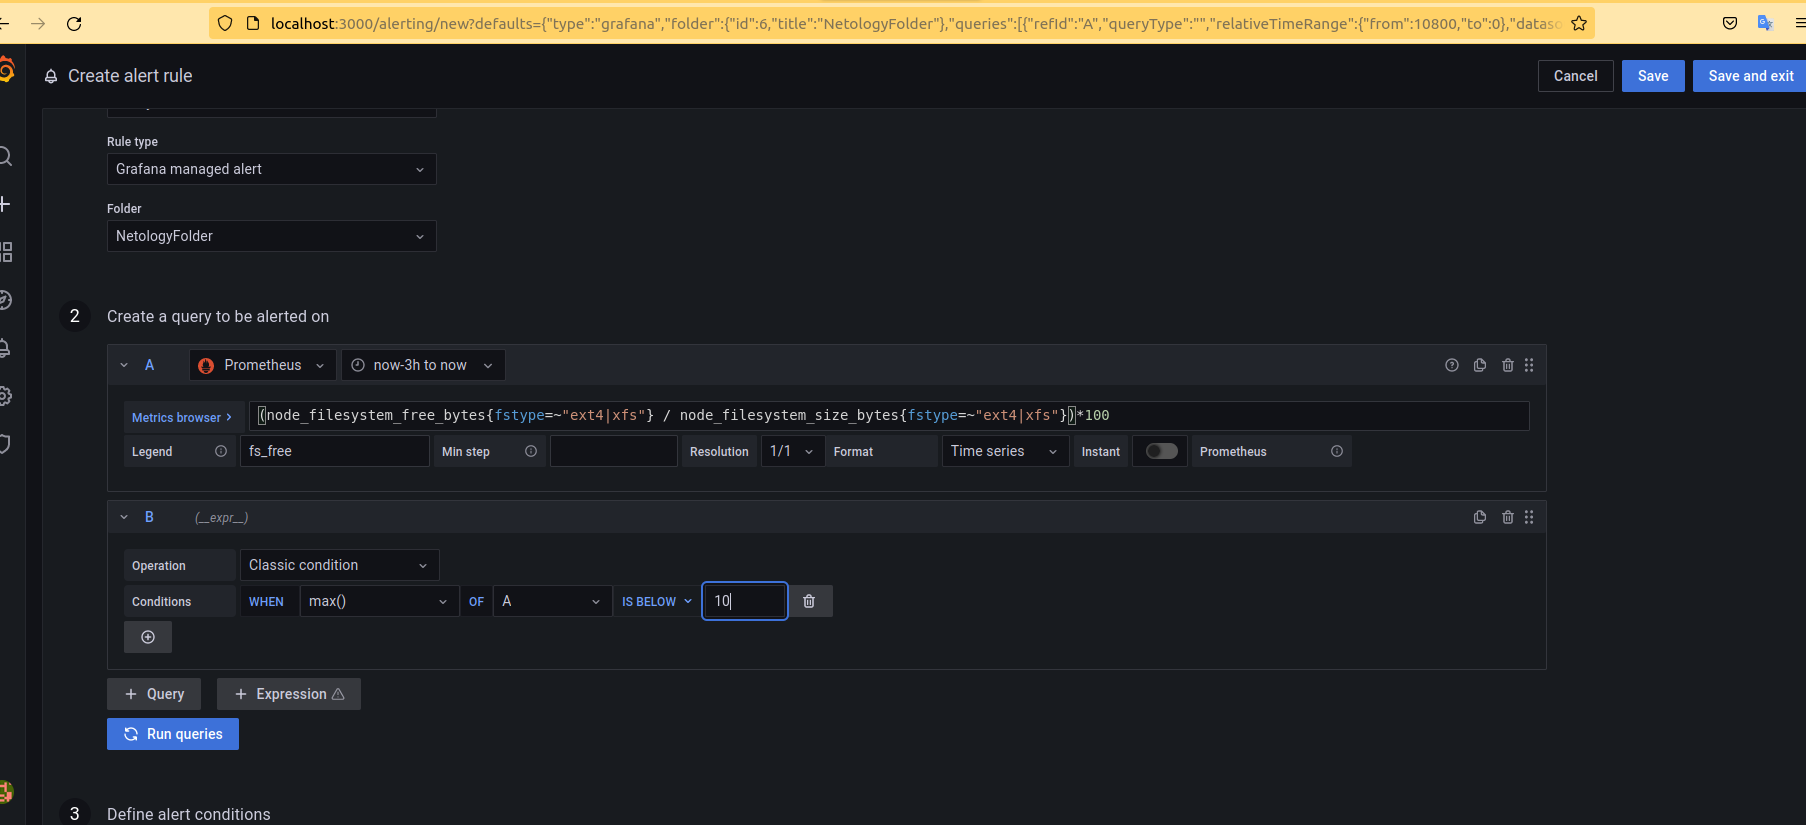 localhost:3000/alerting/new?defaults={"type":"grafana","folder":{"id":6,"title":"NetologyFolder"},"queries":[{"refId":"A","queryType":"","relativeTimeRange":{"from":10800,"to":0},"dataso
Create alert rule
Cancel
Save
Save and exit
Rule type
Grafana managed alert
Folder
NetologyFolder
2 Create a query to be alerted on
A Prometheus now-3h to now
Metrics browser > (node_filesystem_free_bytes{fstype=~"ext4|xfs"} / node_filesystem_size_bytes{fstype=~"ext4|xfs"})*100
Legend fs_free Min step Resolution 1/1 Format Time series Instant Prometheus
B (__expr__)
Operation Classic condition
Conditions WHEN max() OF A IS BELOW 10
+ Query + Expression
Run queries
3 Define alert conditions